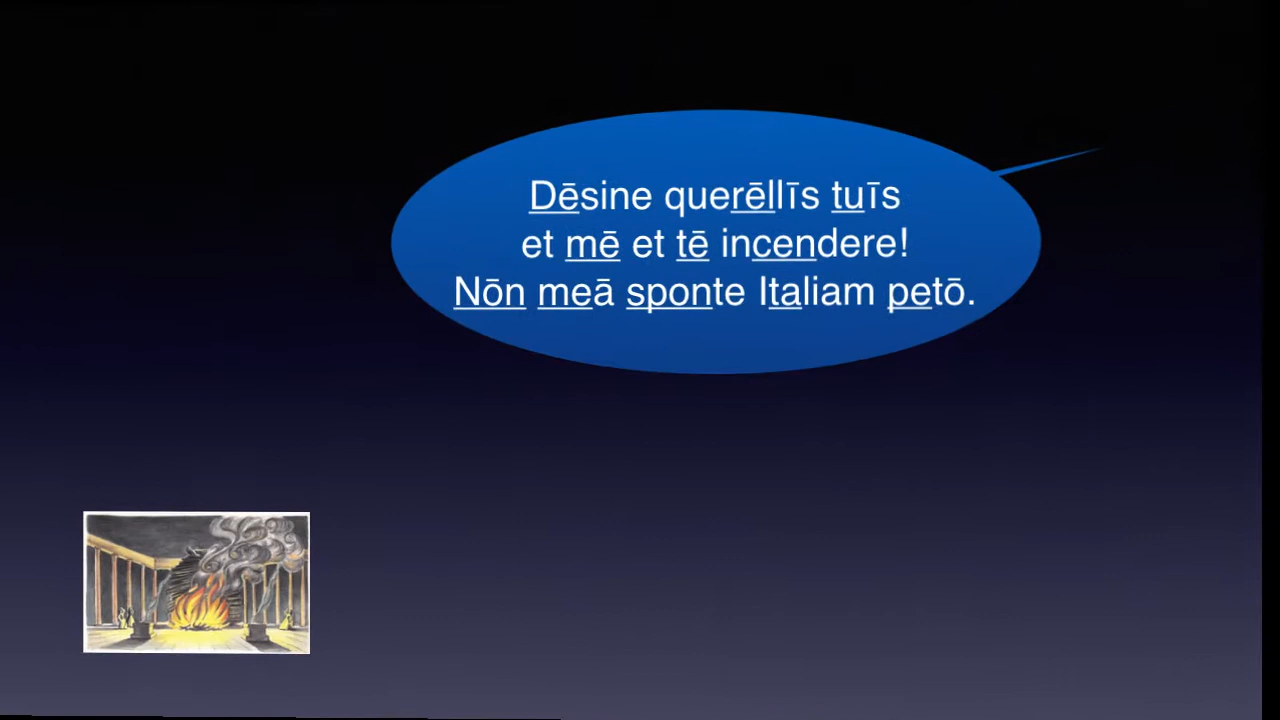 Dēsine querēllīs tuīs
et mē et tē incendere!
Nōn meā sponte Italiam petō.